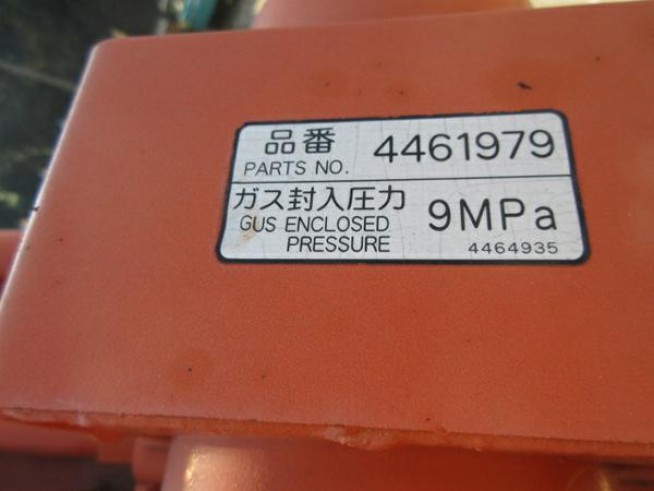 品番 4461979
PARTS NO.
ガス封入圧力 9MPa
GUS ENCLOSED
PRESSURE 4464935